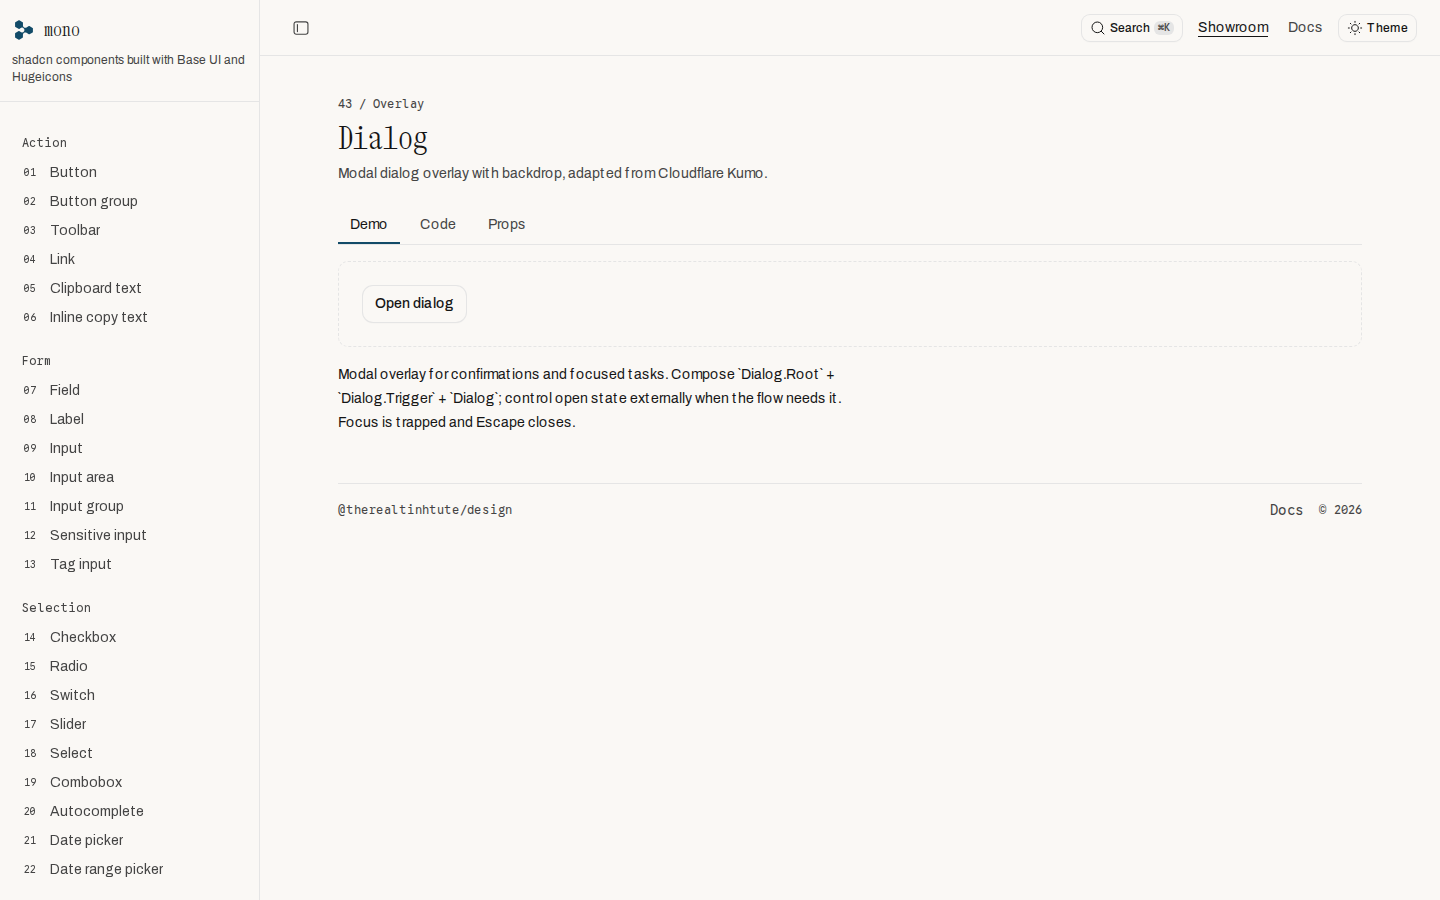 mono
shadcn components built with Base UI and
Hugeicons
Action
01 Button
02 Button group
03 Toolbar
04 Link
05 Clipboard text
06 Inline copy text
Form
07 Field
08 Label
09 Input
10 Input area
11 Input group
12 Sensitive input
13 Tag input
Selection
14 Checkbox
15 Radio
16 Switch
17 Slider
18 Select
19 Combobox
20 Autocomplete
21 Date picker
22 Date range picker
Search ⌘K Showroom Docs Theme
43 / Overlay
Dialog
Modal dialog overlay with backdrop, adapted from Cloudflare Kumo.
Demo Code Props
Open dialog
Modal overlay for confirmations and focused tasks. Compose `Dialog.Root` +
`Dialog.Trigger` + `Dialog`; control open state externally when the flow needs it.
Focus is trapped and Escape closes.
@therealtinhtute/design Docs © 2026